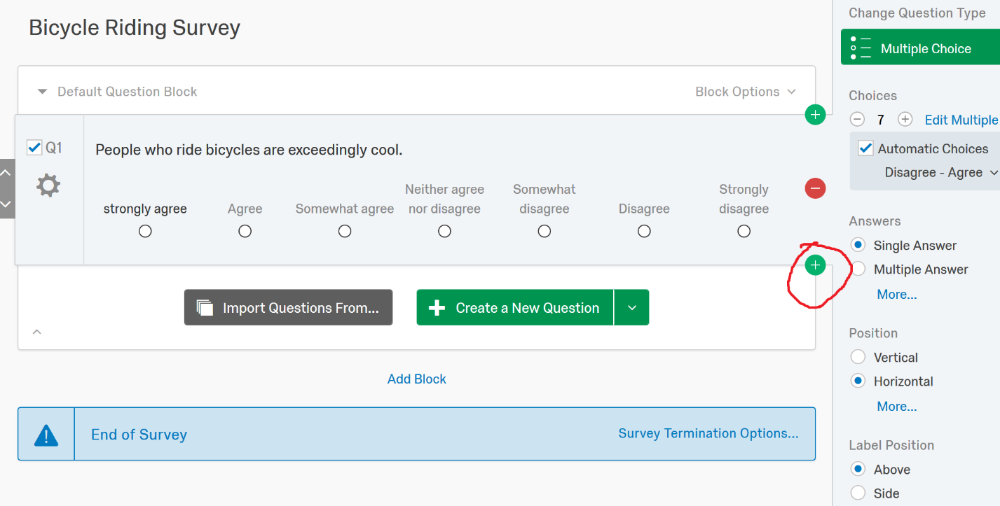 Bicycle Riding Survey
Default Question Block
Block Options
Q1
People who ride bicycles are exceedingly cool.
strongly agree
Agree
Somewhat agree
Neither agree
nor disagree
Somewhat
disagree
Disagree
Strongly
disagree
Import Questions From...
Create a New Question
Add Block
End of Survey
Survey Termination Options...
Change Question Type
Multiple Choice
Choices
7
Edit Multiple
Automatic Choices
Disagree - Agree
Answers
Single Answer
Multiple Answer
More...
Position
Vertical
Horizontal
More...
Label Position
Above
Side